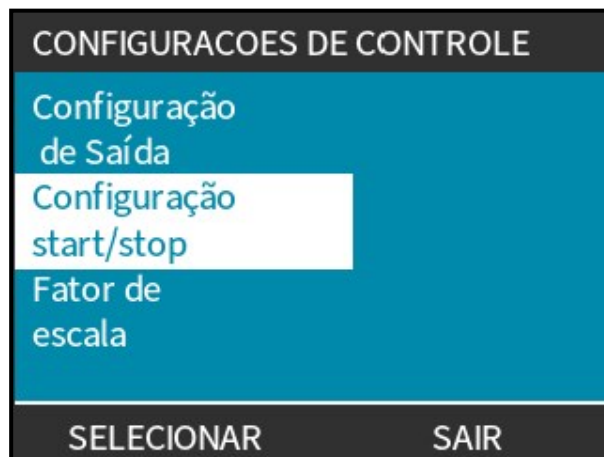 CONFIGURACOES DE CONTROLE
Configuração
de Saída
Configuração
start/stop
Fator de
escala
SELECIONAR SAIR